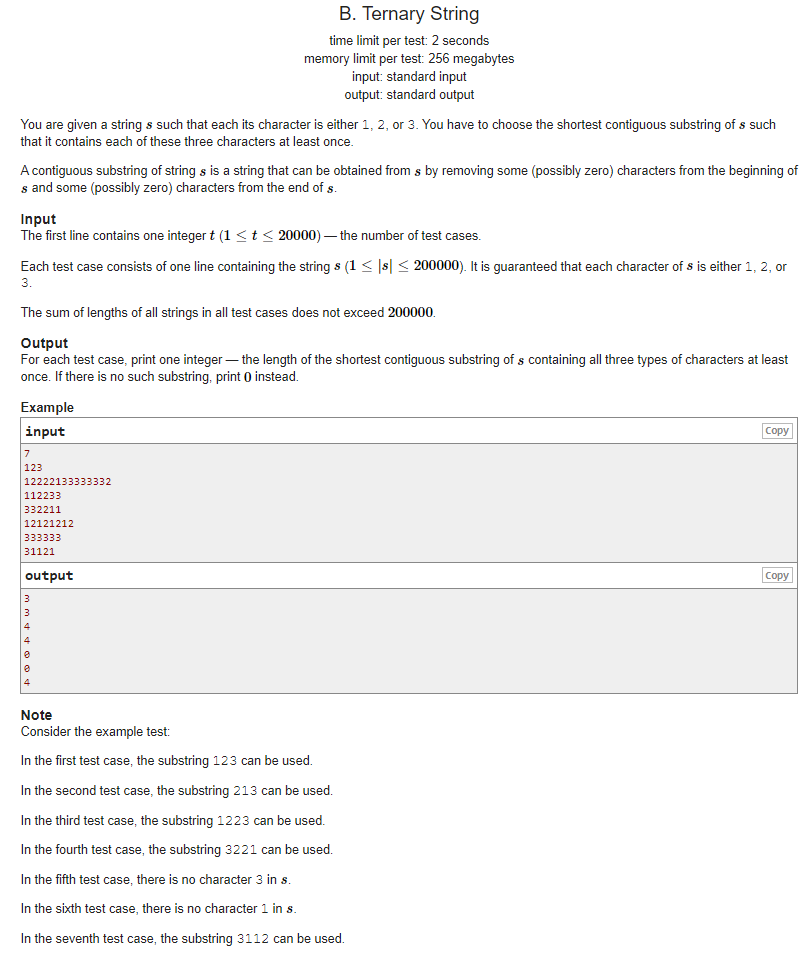 B. Ternary String
time limit per test: 2 seconds
memory limit per test: 256 megabytes
input: standard input
output: standard output
You are given a string s such that each its character is either 1, 2, or 3. You have to choose the shortest contiguous substring of s such
that it contains each of these three characters at least once.
A contiguous substring of string s is a string that can be obtained from s by removing some (possibly zero) characters from the beginning of
s and some (possibly zero) characters from the end of s.
Input
The first line contains one integer t (1 ≤ t ≤ 20000) — the number of test cases.
Each test case consists of one line containing the string s (1 ≤ |s| ≤ 200000). It is guaranteed that each character of s is either 1, 2, or
3.
The sum of lengths of all strings in all test cases does not exceed 200000.
Output
For each test case, print one integer — the length of the shortest contiguous substring of s containing all three types of characters at least
once. If there is no such substring, print 0 instead.
Example
input Copy
7
123
12222133333332
112233
332211
12121212
333333
31121
output Copy
3
3
4
4
0
0
4
Note
Consider the example test:
In the first test case, the substring 123 can be used.
In the second test case, the substring 213 can be used.
In the third test case, the substring 1223 can be used.
In the fourth test case, the substring 3221 can be used.
In the fifth test case, there is no character 3 in s.
In the sixth test case, there is no character 1 in s.
In the seventh test case, the substring 3112 can be used.